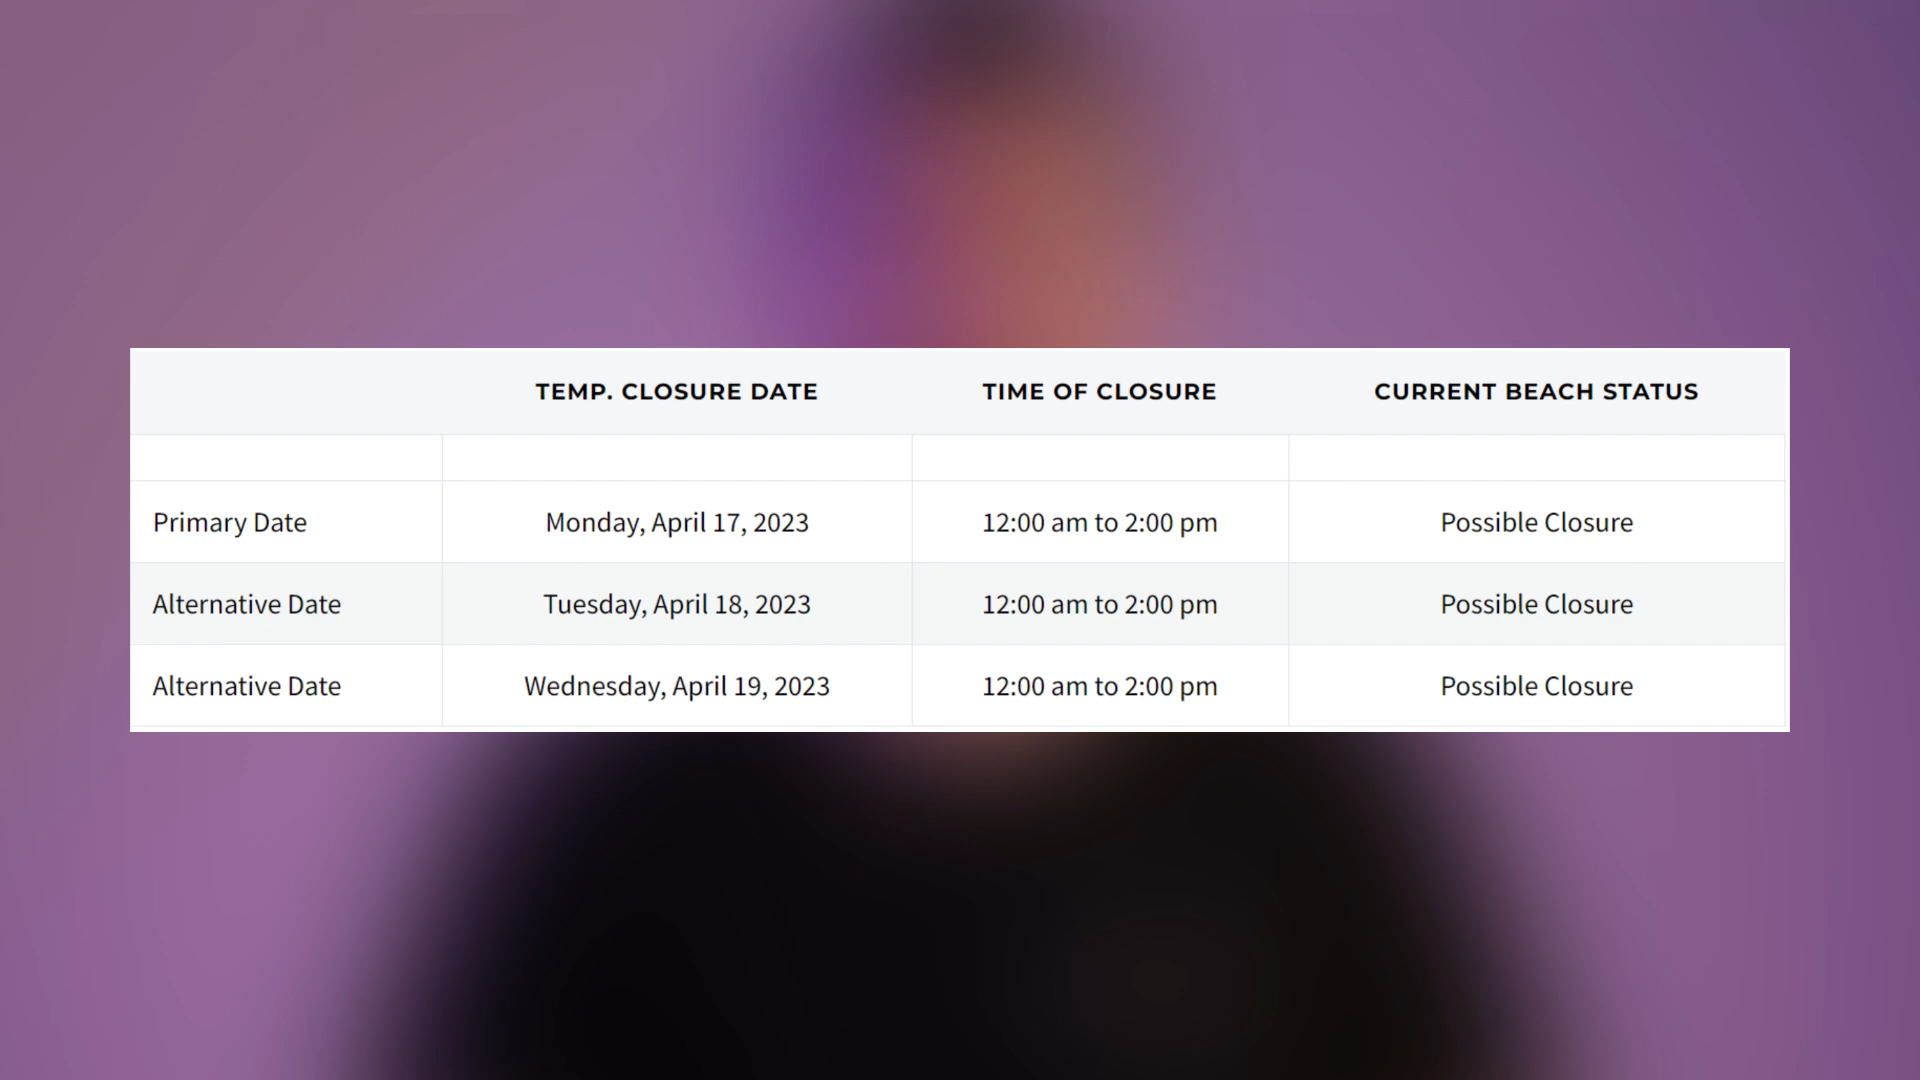 TEMP. CLOSURE DATE TIME OF CLOSURE CURRENT BEACH STATUS
Primary Date Monday, April 17, 2023 12:00 am to 2:00 pm Possible Closure
Alternative Date Tuesday, April 18, 2023 12:00 am to 2:00 pm Possible Closure
Alternative Date Wednesday, April 19, 2023 12:00 am to 2:00 pm Possible Closure